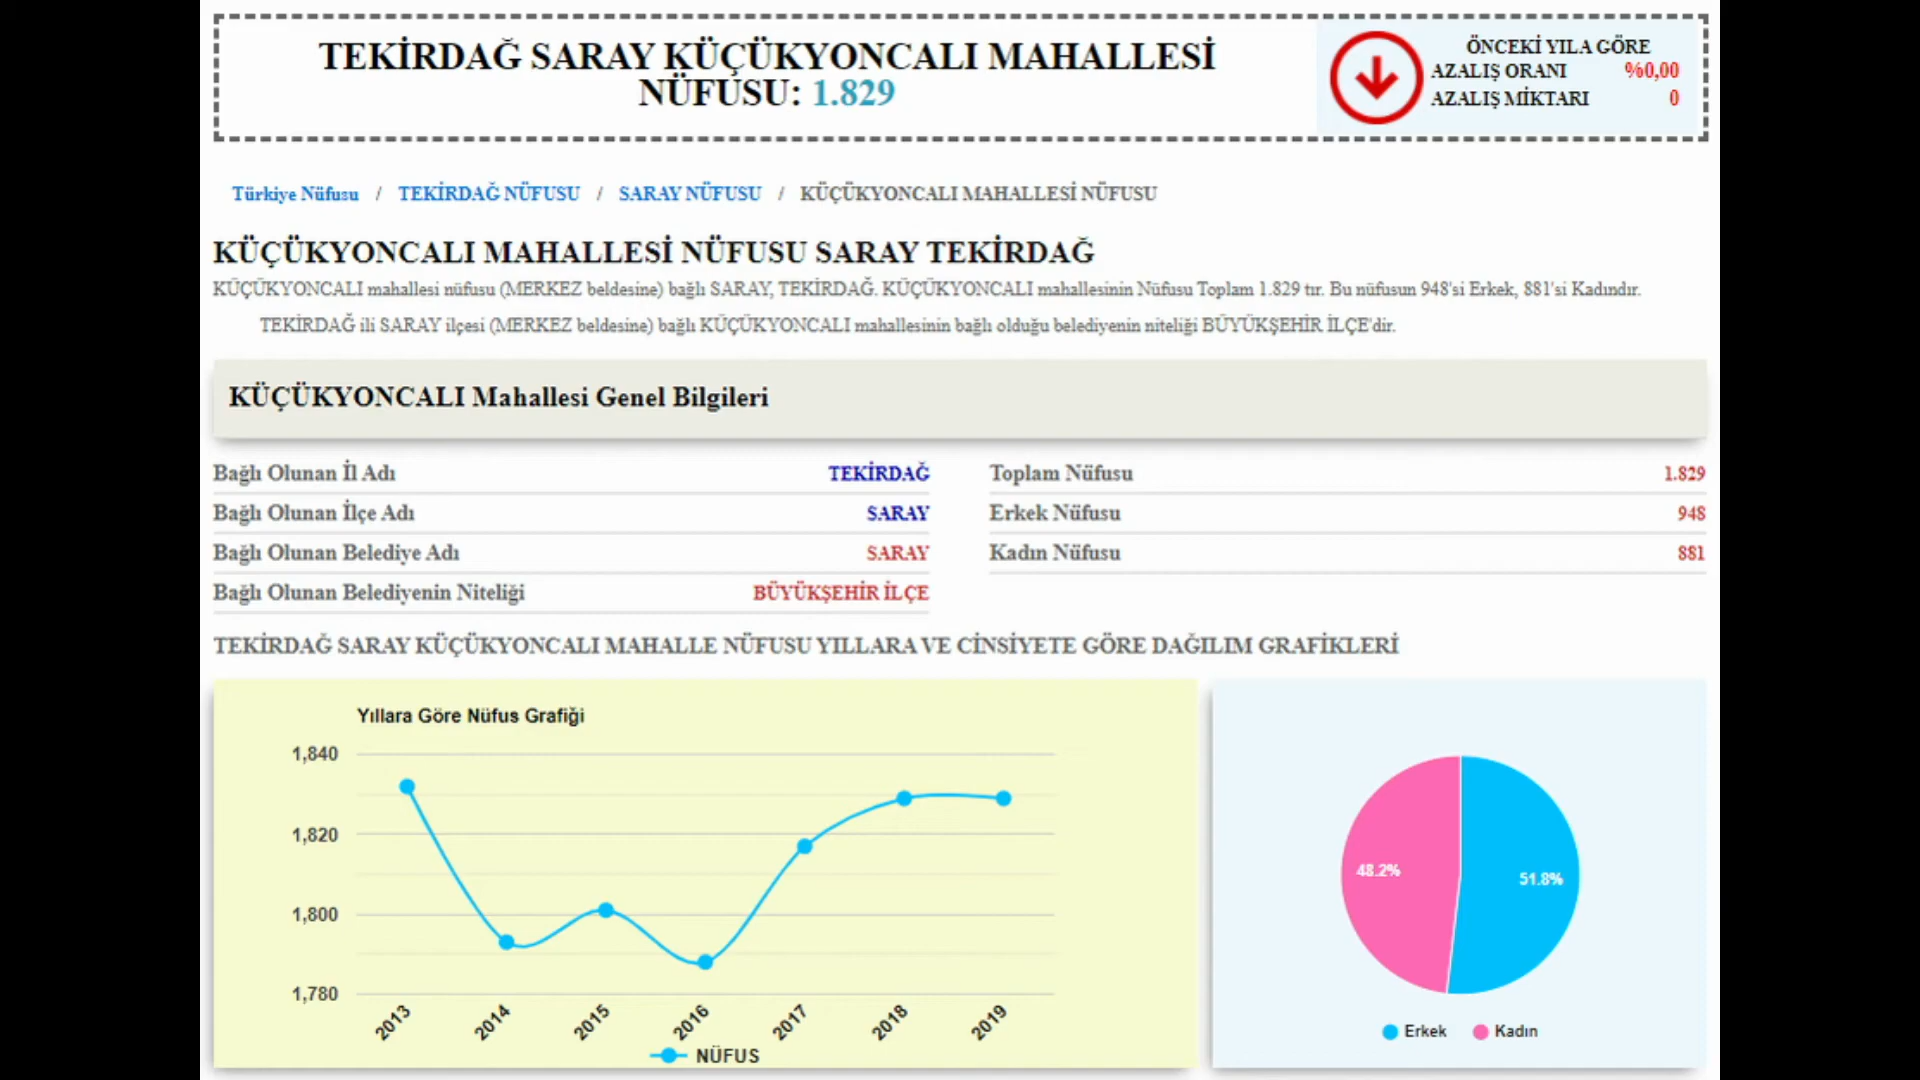 TEKİRDAĞ SARAY KÜÇÜKYONCALI MAHALLESİ
NÜFUSU: 1.829
ÖNCEKİ YILA GÖRE
AZALIŞ ORANI %0,00
AZALIŞ MİKTARI 0
Türkiye Nüfusu / TEKİRDAĞ NÜFUSU / SARAY NÜFUSU / KÜÇÜKYONCALI MAHALLESİ NÜFUSU
KÜÇÜKYONCALI MAHALLESİ NÜFUSU SARAY TEKİRDAĞ
KÜÇÜKYONCALI mahallesi nüfusu (MERKEZ beldesine) bağlı SARAY, TEKİRDAĞ. KÜÇÜKYONCALI mahallesinin Nüfusu Toplam 1.829 tır. Bu nüfusun 948'si Erkek, 881'si Kadındır.
TEKİRDAĞ ili SARAY ilçesi (MERKEZ beldesine) bağlı KÜÇÜKYONCALI mahallesinin bağlı olduğu belediyenin niteliği BÜYÜKŞEHİR İLÇE'dir.
KÜÇÜKYONCALI Mahallesi Genel Bilgileri
Bağlı Olunan İl Adı TEKİRDAĞ
Bağlı Olunan İlçe Adı SARAY
Bağlı Olunan Belediye Adı SARAY
Bağlı Olunan Belediyenin Niteliği BÜYÜKŞEHİR İLÇE
Toplam Nüfusu 1.829
Erkek Nüfusu 948
Kadın Nüfusu 881
TEKİRDAĞ SARAY KÜÇÜKYONCALI MAHALLE NÜFUSU YILLARA VE CİNSİYETE GÖRE DAĞILIM GRAFİKLERİ
Yıllara Göre Nüfus Grafiği
1,840
1,820
1,800
1,780
2013 2014 2015 2016 2017 2018 2019
NÜFUS
48.2% 51.8%
Erkek Kadın